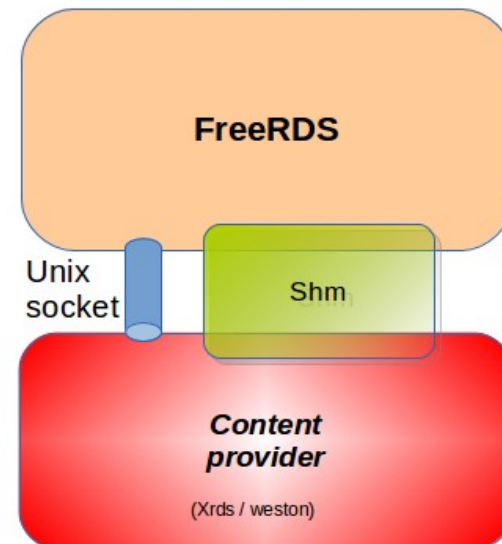 FreeRDS
Unix
socket
Shm
Content
provider
(Xrds / weston)